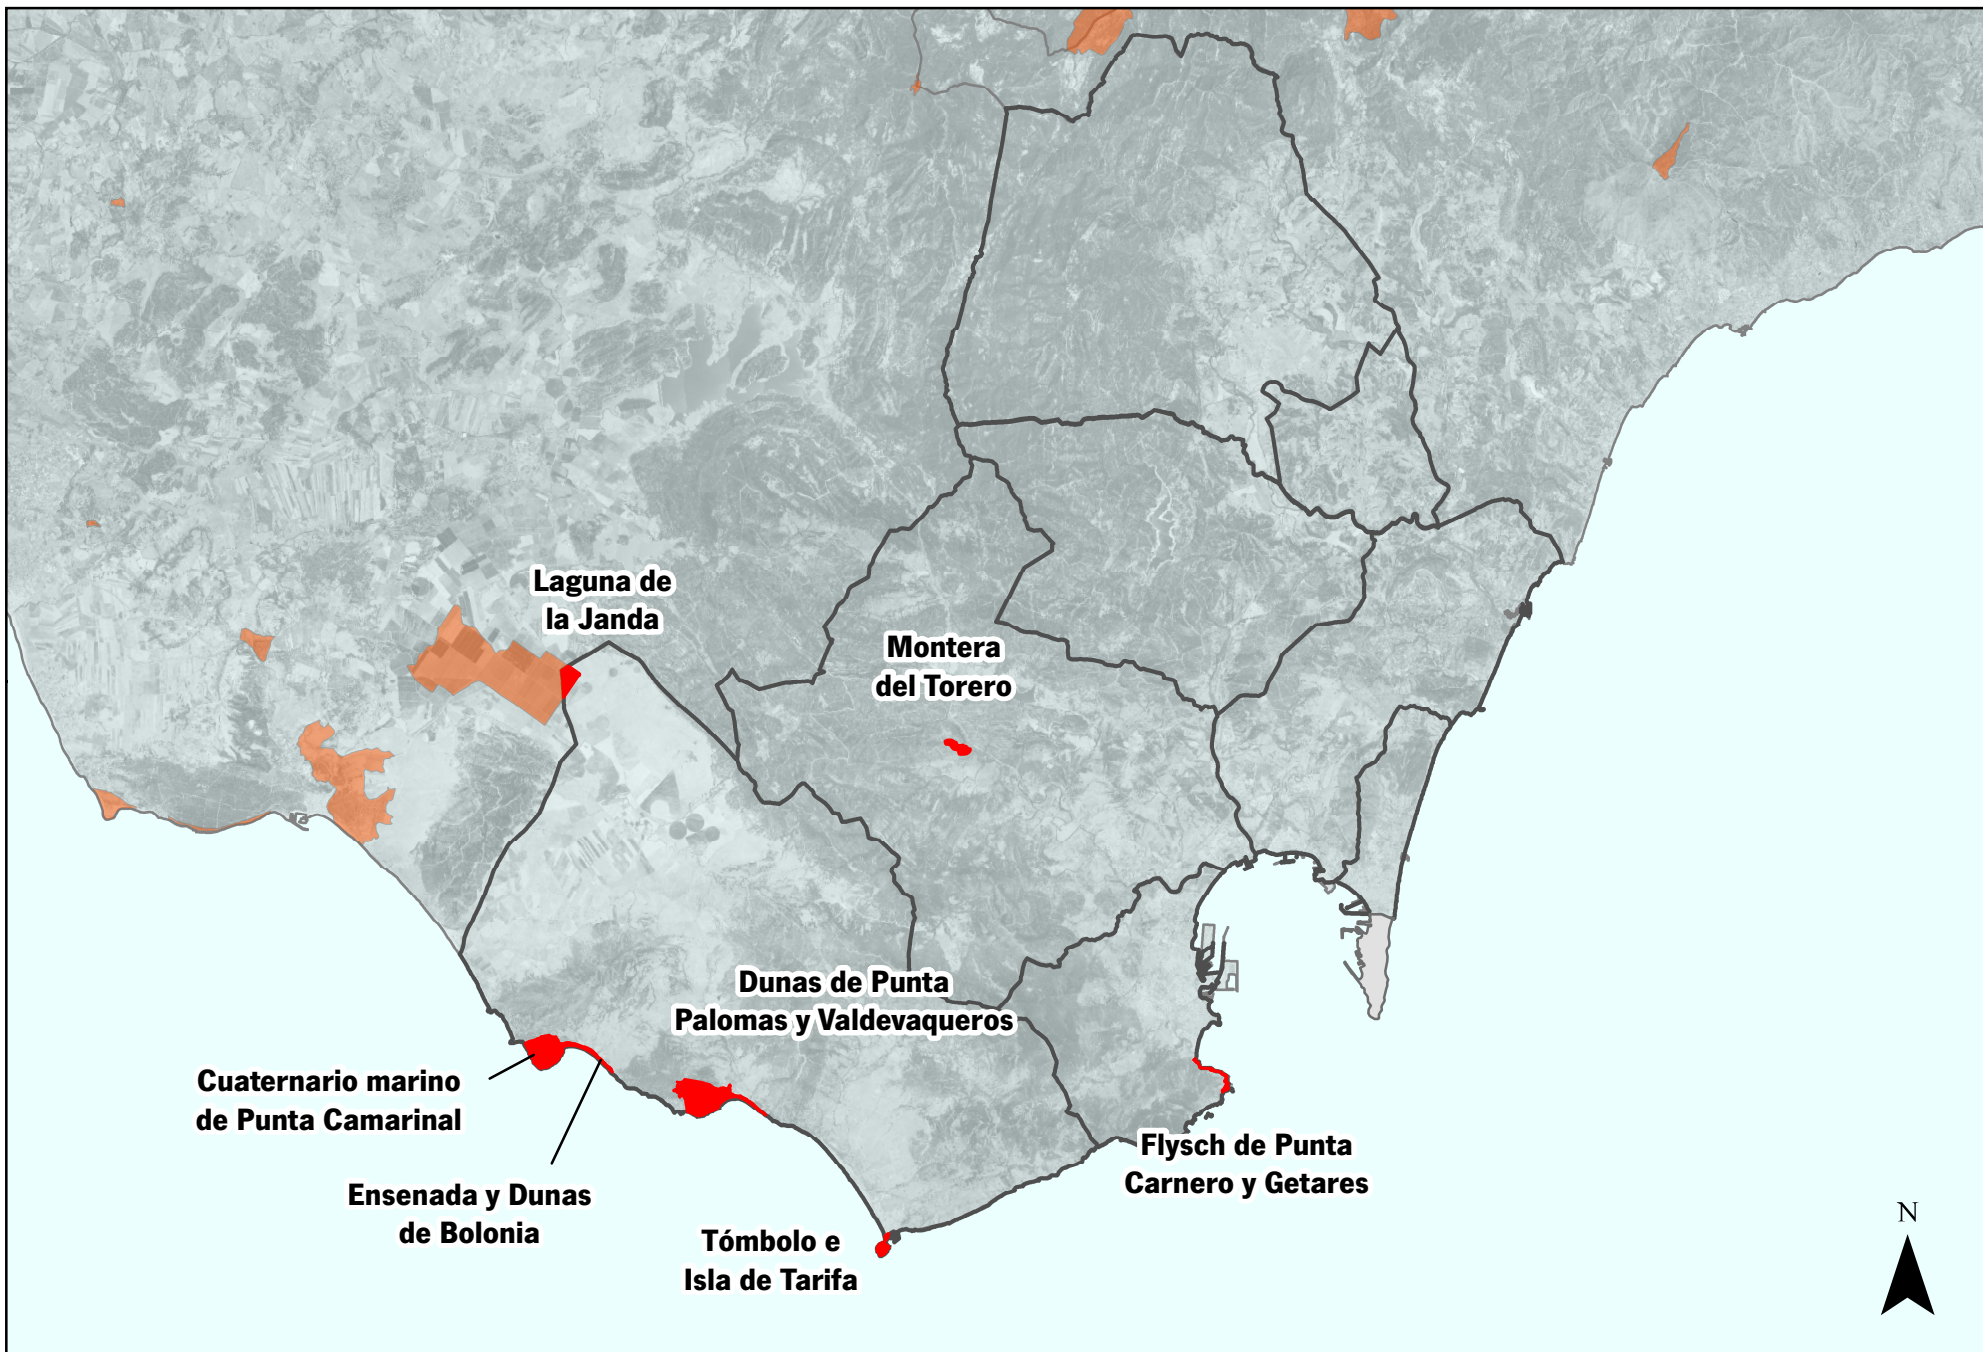 Laguna de
la Janda
Montera
del Torero
Dunas de Punta
Palomas y Valdevaqueros
Cuaternario marino
de Punta Camarinal
Ensenada y Dunas
de Bolonia
Flysch de Punta
Carnero y Getares
Tómbolo e
Isla de Tarifa
N